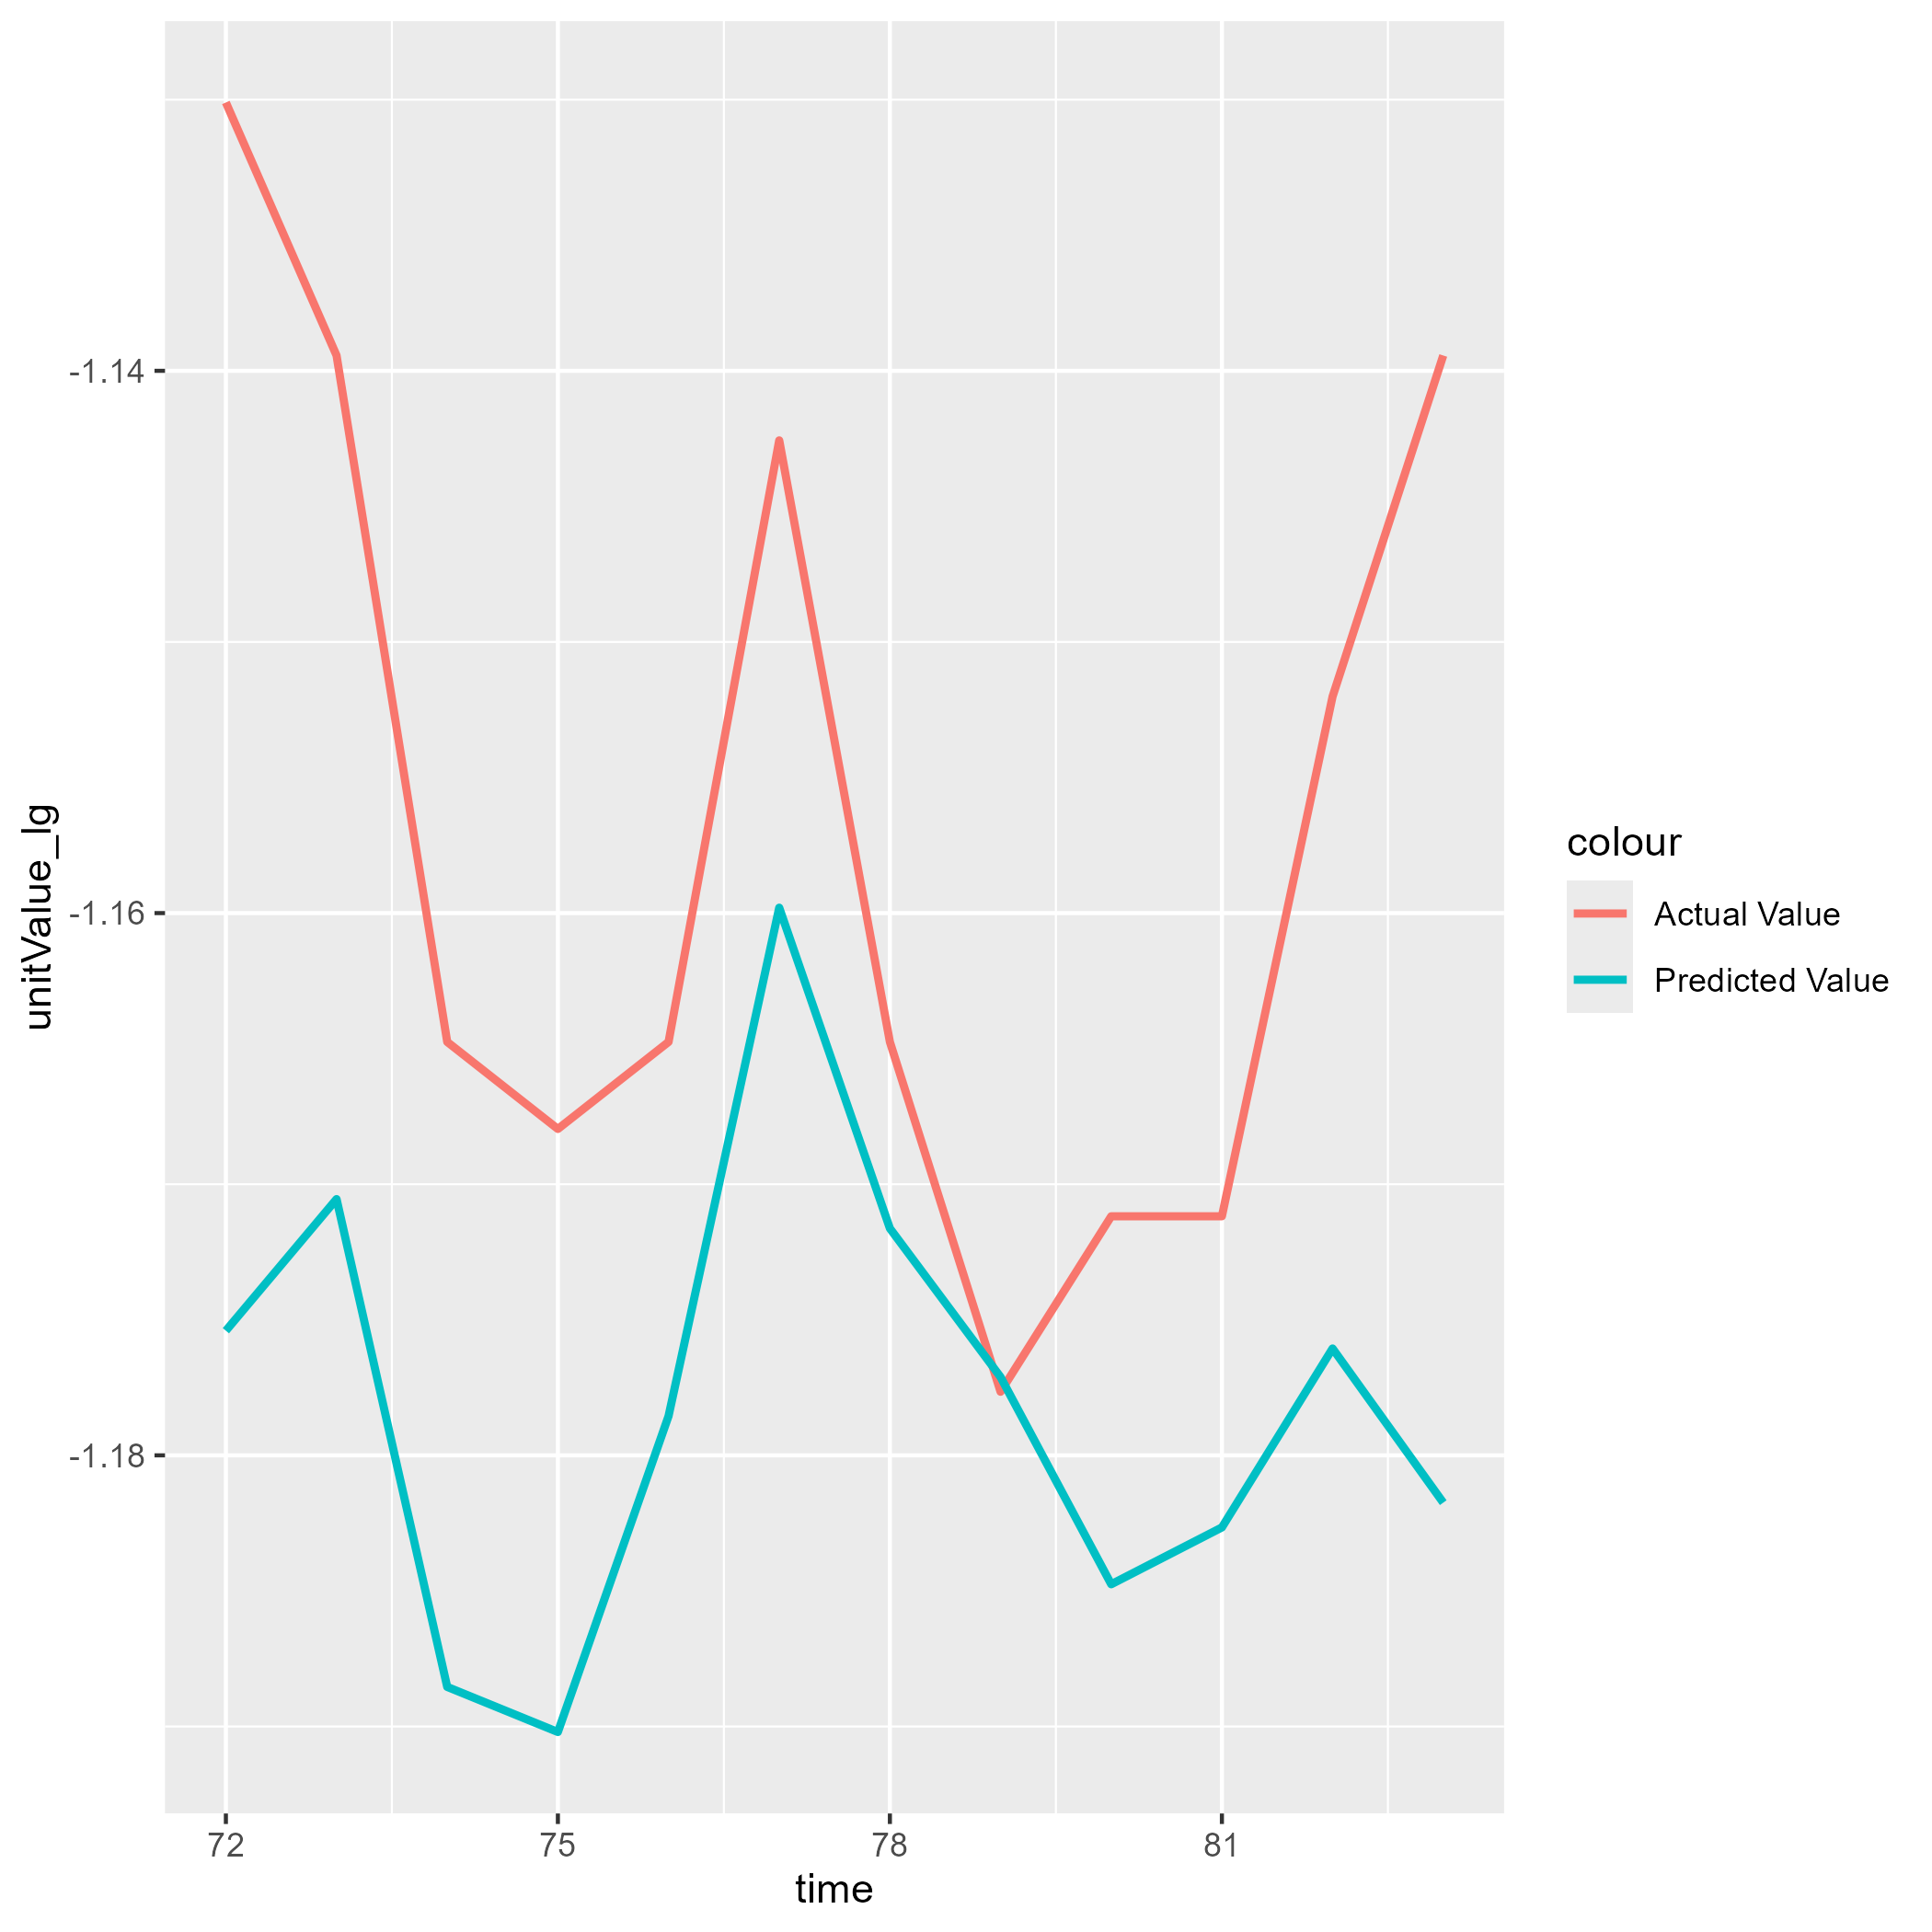 unitValue_lg
-1.14
-1.16
-1.18
72
75
78
81
time
colour
Actual Value
Predicted Value